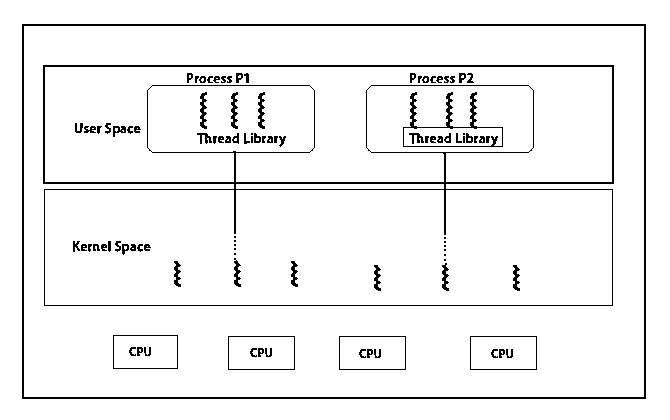 Process P1
Process P2
User Space
Thread Library
Thread Library
Kernel Space
CPU
CPU
CPU
CPU